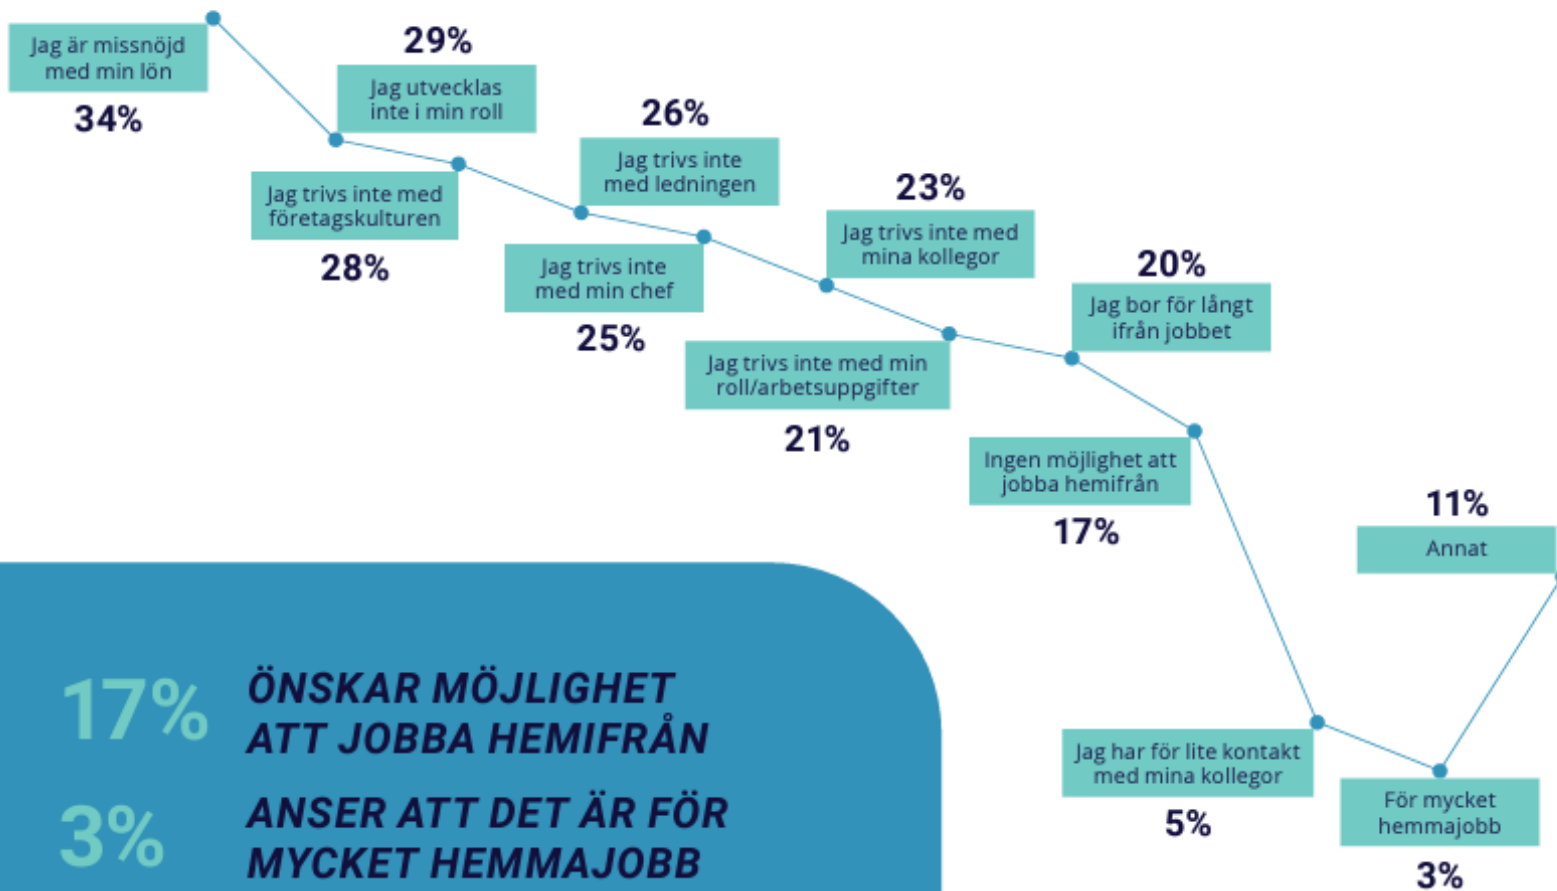 Jag är missnöjd
med min lön
34%
29%
Jag utvecklas
inte i min roll
Jag trivs inte med
företagskulturen
28%
26%
Jag trivs inte
med ledningen
Jag trivs inte
med min chef
25%
23%
Jag trivs inte med
mina kollegor
Jag trivs inte med min
roll/arbetsuppgifter
21%
20%
Jag bor för långt
ifrån jobbet
Ingen möjlighet att
jobba hemifrån
17%
Jag har för lite kontakt
med mina kollegor
5%
För mycket
hemmajobb
3%
11%
Annat
17% ÖNSKAR MÖJLIGHET
ATT JOBBA HEMIFRÅN
3% ANSER ATT DET ÄR FÖR
MYCKET HEMMAJOBB